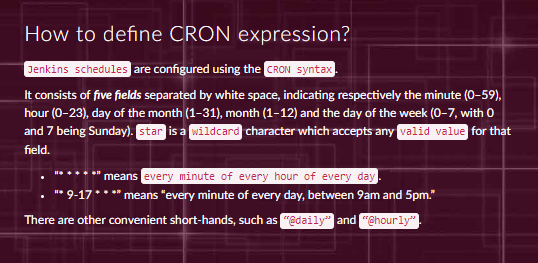 How to define CRON expression?
Jenkins schedules are configured using the CRON syntax.
It consists of five fields separated by white space, indicating respectively the minute (0–59),
hour (0–23), day of the month (1–31), month (1–12) and the day of the week (0–7, with 0
and 7 being Sunday). star is a wildcard character which accepts any valid value for that
field.
• "* * * * *" means every minute of every hour of every day.
• "* 9-17 * * *" means “every minute of every day, between 9am and 5pm.”
There are other convenient short-hands, such as “@daily” and “@hourly”.